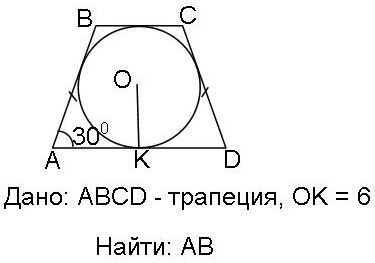 B C
O
30⁰
A K D
Дано: ABCD - трапеция, OK = 6
Найти: AB